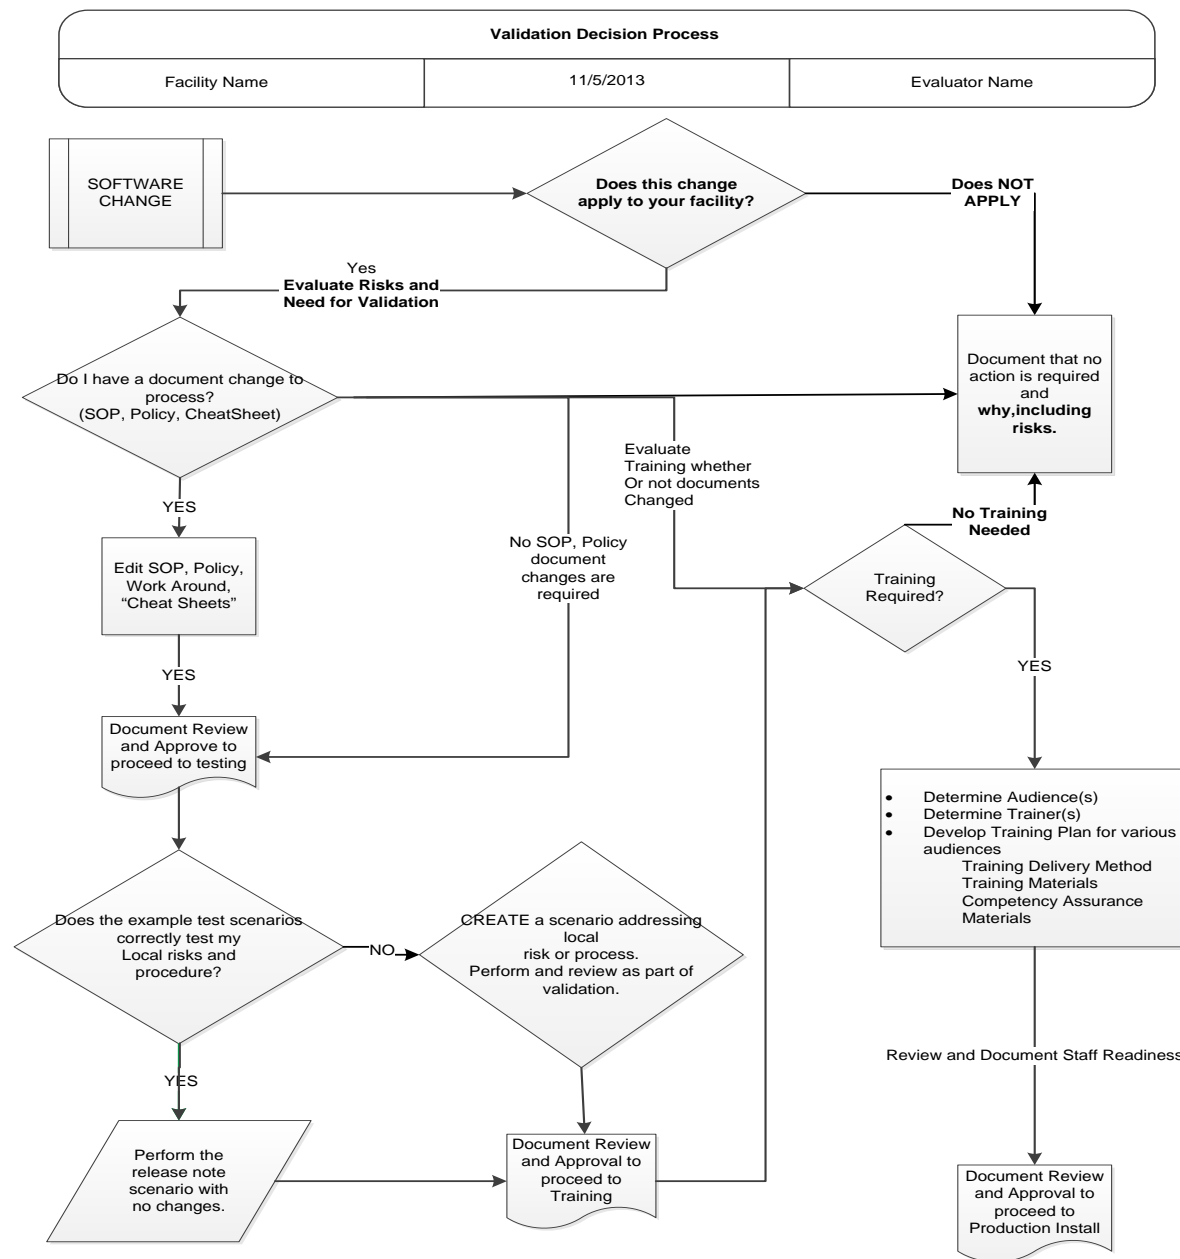 Validation Decision Process
Facility Name
11/5/2013
Evaluator Name
SOFTWARE
CHANGE
Does this change
apply to your facility?
Does NOT
APPLY
Yes
Evaluate Risks and
Need for Validation
Do I have a document change to
process?
(SOP, Policy, CheatSheet)
Document that no
action is required
and
why,including
risks.
Evaluate
Training whether
Or not documents
Changed
YES
No Training
Needed
No SOP, Policy
document
changes are
required
Edit SOP, Policy,
Work Around,
“Cheat Sheets”
Training
Required?
YES
YES
Document Review
and Approve to
proceed to testing
• Determine Audience(s)
• Determine Trainer(s)
• Develop Training Plan for various
audiences
Training Delivery Method
Training Materials
Competency Assurance
Materials
Does the example test scenarios
correctly test my
Local risks and
procedure?
NO
CREATE a scenario addressing
local
risk or process.
Perform and review as part of
validation.
Review and Document Staff Readiness
YES
Perform the
release note
scenario with
no changes.
Document Review
and Approval to
proceed to
Training
Document Review
and Approval to
proceed to
Production Install